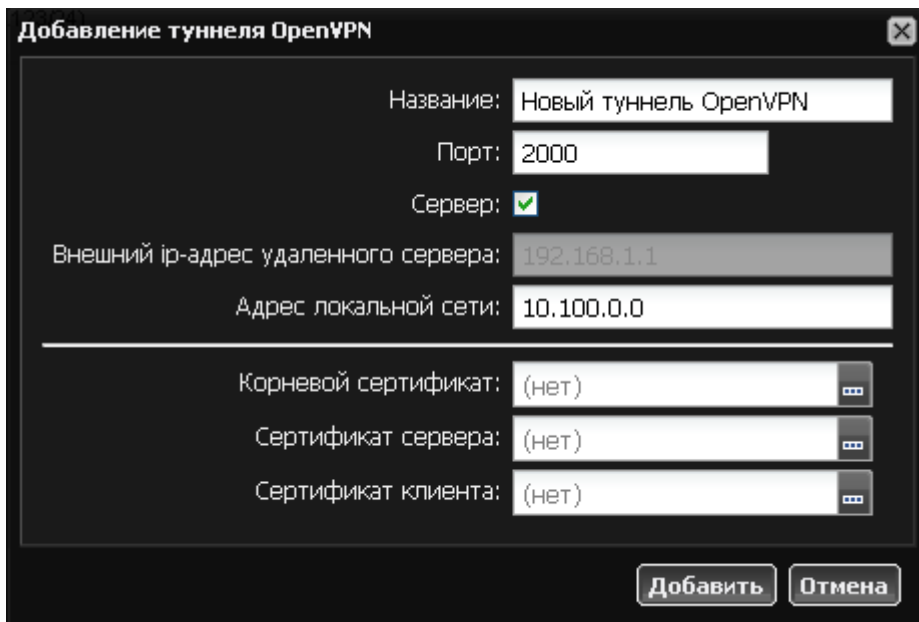 Добавление туннеля OpenVPN
Название: Новый туннель OpenVPN
Порт: 2000
Сервер:
Внешний ip-адрес удаленного сервера: 192.168.1.1
Адрес локальной сети: 10.100.0.0
Корневой сертификат: (нет) ...
Сертификат сервера: (нет) ...
Сертификат клиента: (нет) ...
Добавить Отмена